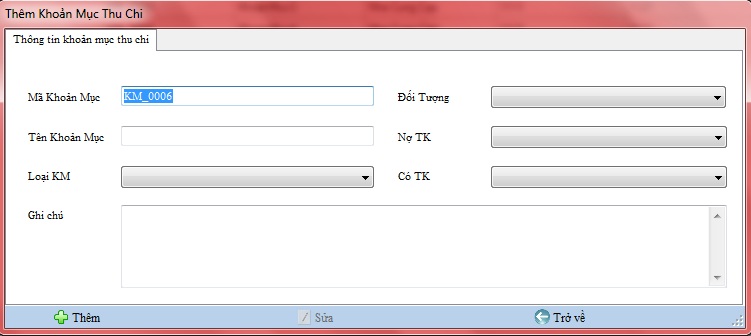 Thêm Khoản Mục Thu Chi
Thông tin khoản mục thu chi
Mã Khoản Mục KM_0006 Đối Tượng
Tên Khoản Mục Nợ TK
Loại KM Có TK
Ghi chú
Thêm Sửa Trở về